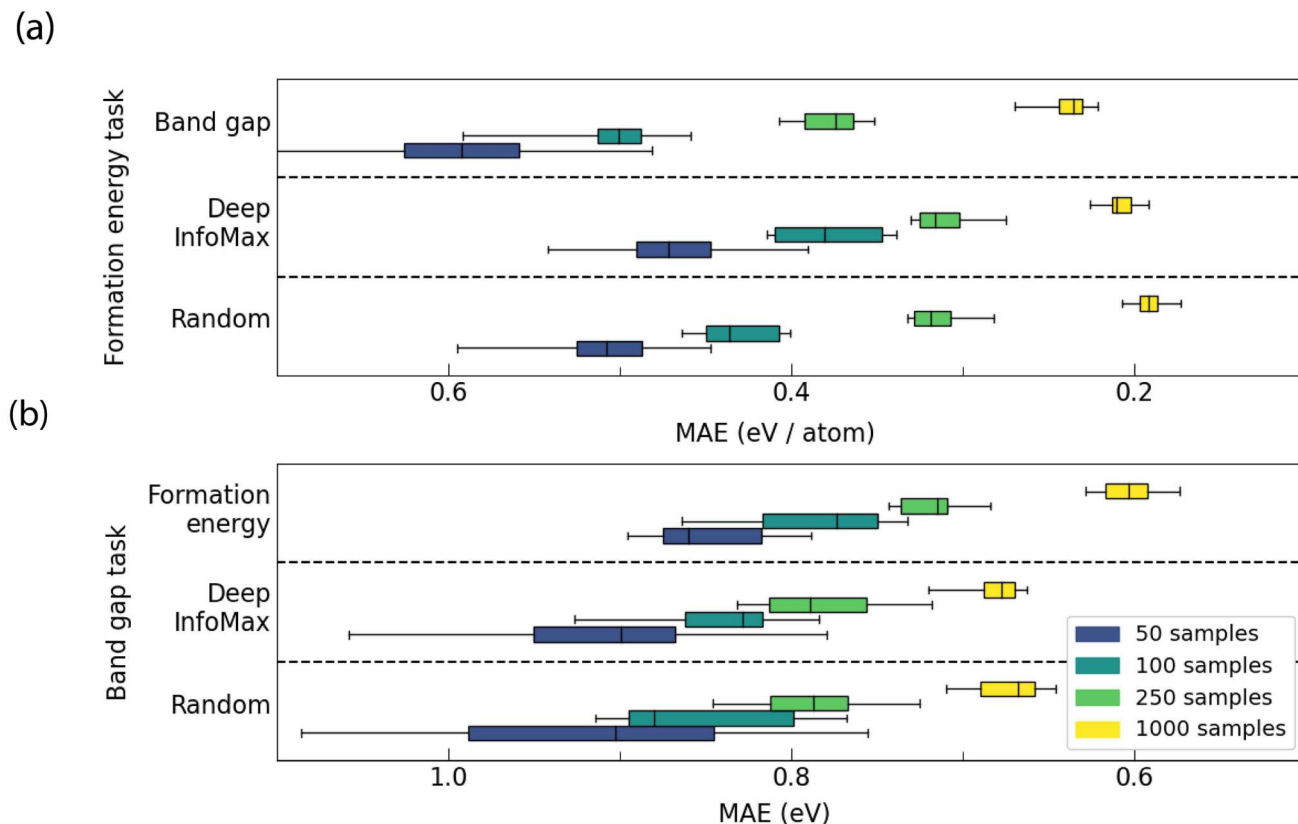 (a)
Formation energy task
Band gap
Deep
InfoMax
Random
0.6
0.4
0.2
MAE (eV / atom)
(b)
Band gap task
Formation
energy
Deep
InfoMax
Random
50 samples
100 samples
250 samples
1000 samples
1.0
0.8
0.6
MAE (eV)